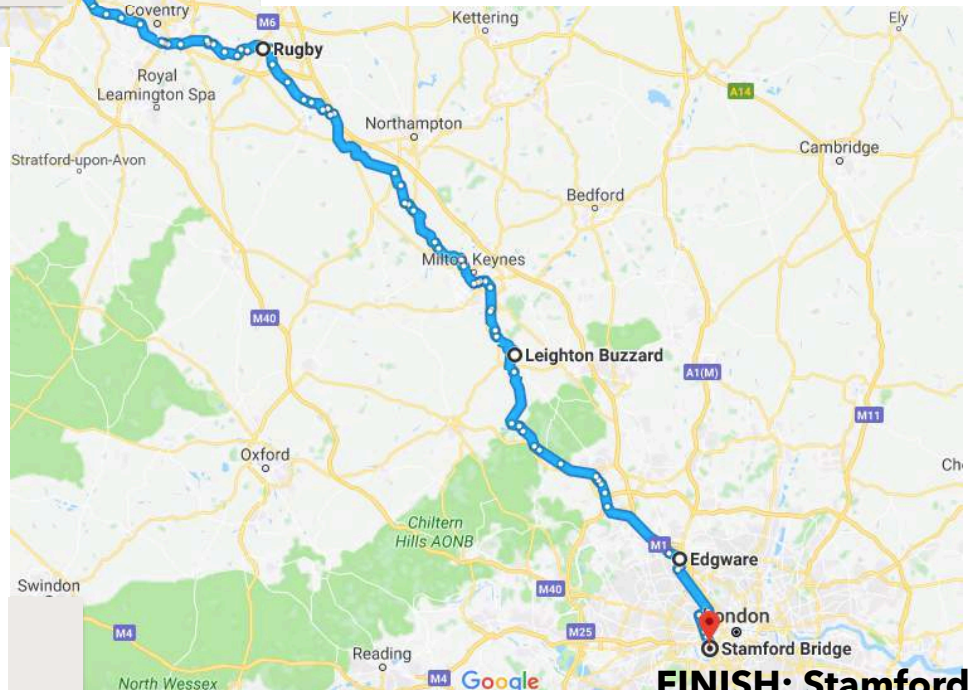 Coventry
M6
Kettering
Ely
Rugby
Royal
Leamington Spa
A14
Northampton
Cambridge
Stratford-upon-Avon
Bedford
Milton Keynes
M40
Leighton Buzzard
A1(M)
M11
Oxford
Ch
Chiltern
Hills AONB
M1
Edgware
Swindon
M40
London
M4
M25
Stamford Bridge
Reading
North Wessex
M4
Google
FINISH: Stamford